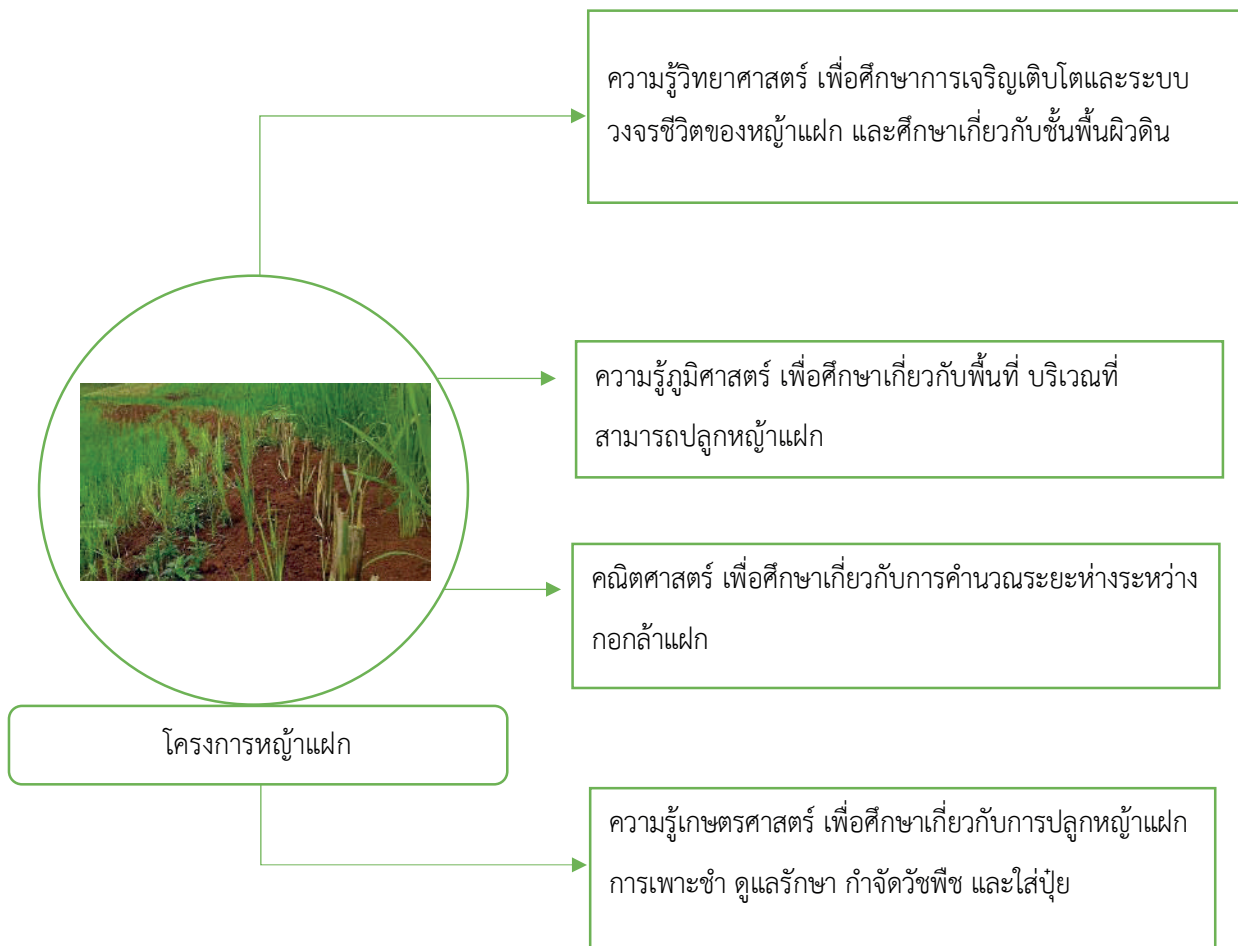 ความรู้วิทยาศาสตร์ เพื่อศึกษาการเจริญเติบโตและระบบ
วงจรชีวิตของหญ้าแฝก และศึกษาเกี่ยวกับชั้นพื้นผิวดิน
ความรู้ภูมิศาสตร์ เพื่อศึกษาเกี่ยวกับพื้นที่ บริเวณที่
สามารถปลูกหญ้าแฝก
คณิตศาสตร์ เพื่อศึกษาเกี่ยวกับการคำนวณระยะห่างระหว่าง
กอกล้าแฝก
โครงการหญ้าแฝก
ความรู้เกษตรศาสตร์ เพื่อศึกษาเกี่ยวกับการปลูกหญ้าแฝก
การเพาะชำ ดูแลรักษา กำจัดวัชพืช และใส่ปุ๋ย